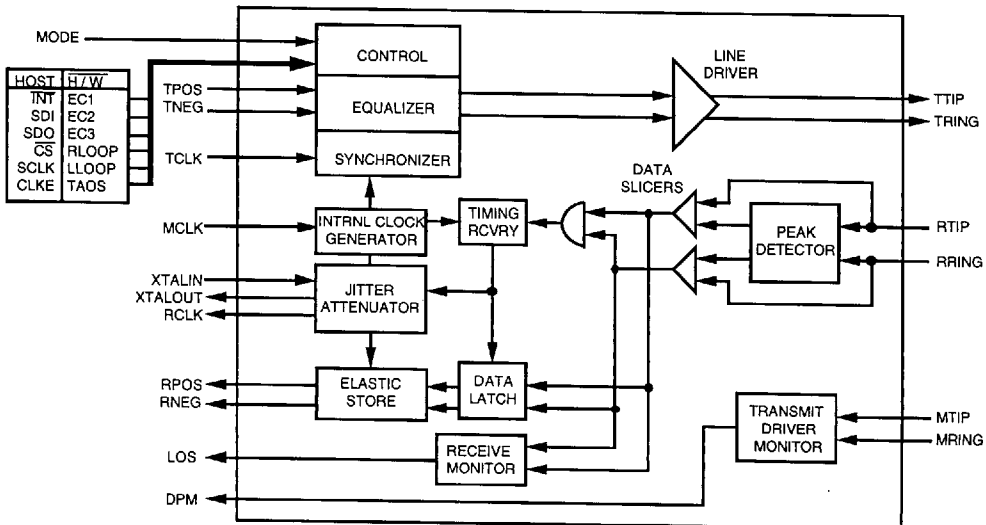 MODE
HOST H/W
INT EC1
SDI EC2
SDO EC3
CS RLOOP
SCLK LLOOP
CLKE TAOS
TPOS
TNEG
TCLK
MCLK
XTALIN
XTALOUT
RCLK
RPOS
RNEG
LOS
DPM
CONTROL
EQUALIZER
SYNCHRONIZER
INTRNL CLOCK
GENERATOR
TIMING
RCVRY
JITTER
ATTENUATOR
ELASTIC
STORE
DATA
LATCH
RECEIVE
MONITOR
LINE
DRIVER
DATA
SLICERS
PEAK
DETECTOR
TRANSMIT
DRIVER
MONITOR
TTIP
TRING
RTIP
RRING
MTIP
MRING